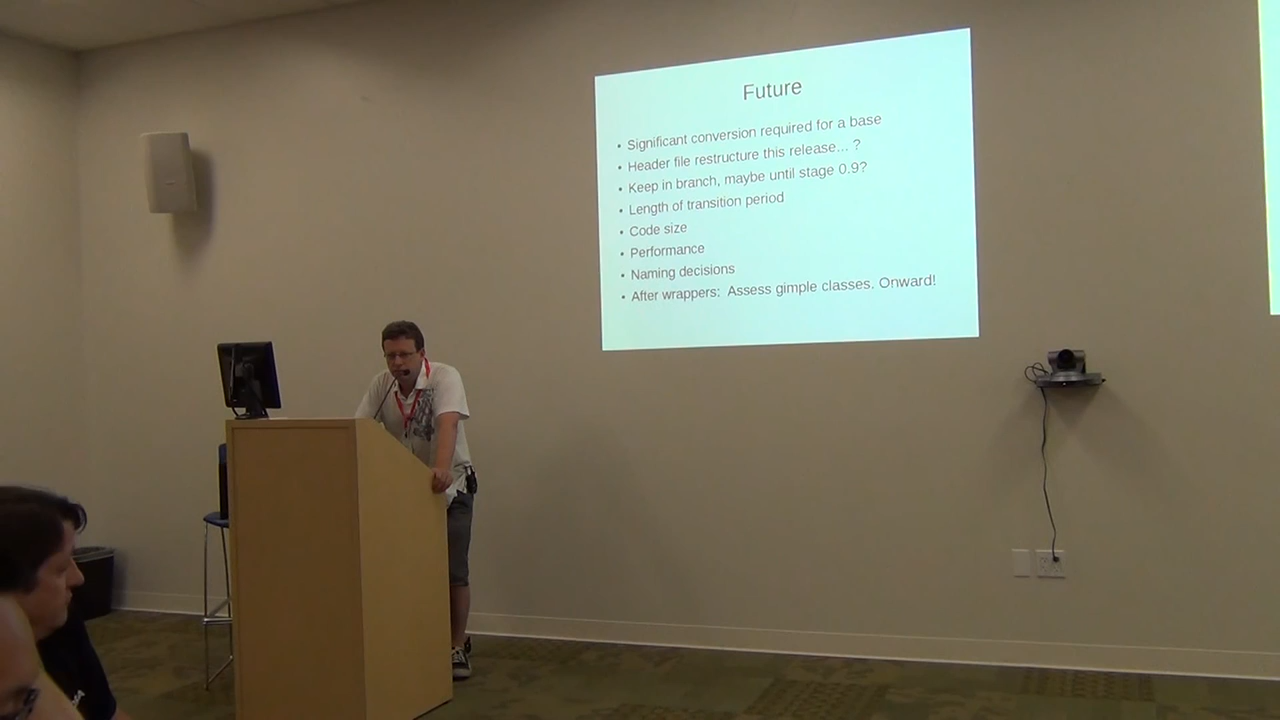 Future
• Significant conversion required for a base
• Header file restructure this release... ?
• Keep in branch, maybe until stage 0.9?
• Length of transition period
• Code size
• Performance
• Naming decisions
• After wrappers: Assess gimple classes. Onward!